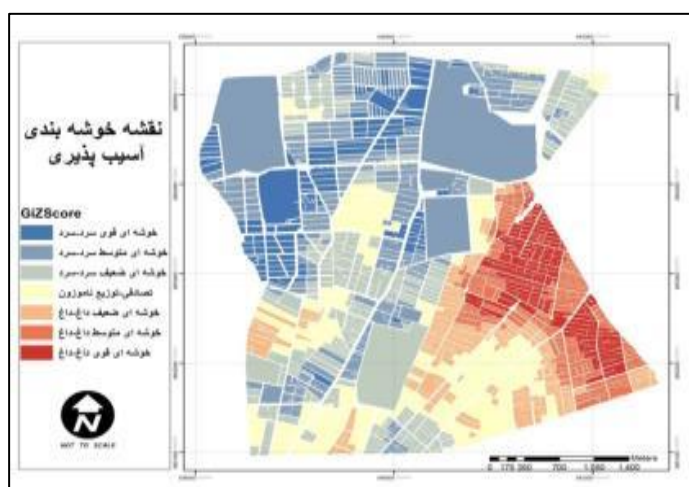 نقشه خوشه بندی
آسیب پذیری
GiZScore
خوشه ای قوی سرد-سرد
خوشه ای متوسط سرد-سرد
خوشه ای ضعیف سرد-سرد
تصادفی-توزیع ناموزون
خوشه ای ضعیف داغ-داغ
خوشه ای متوسط داغ-داغ
خوشه ای قوی داغ-داغ
N
NOT TO SCALE
Meters
0 175 350 700 1,050 1,400